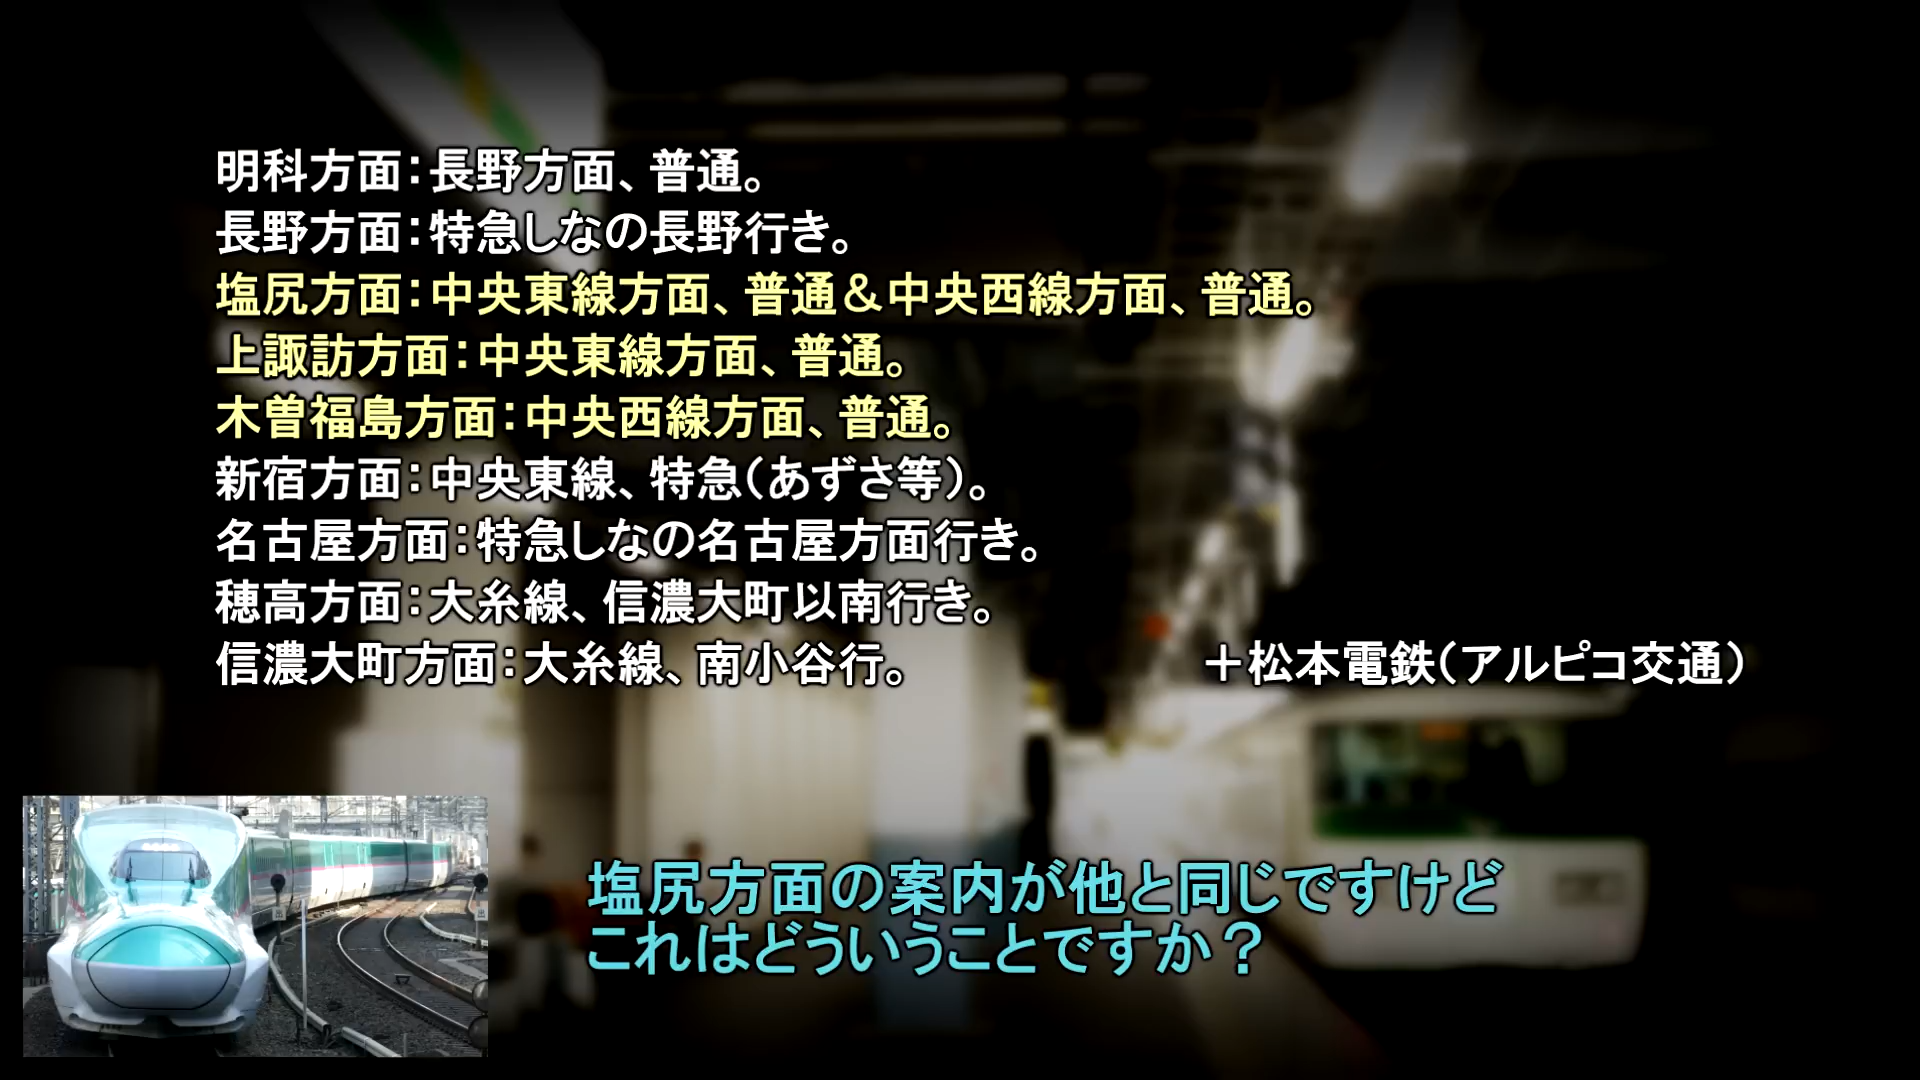 明科方面：長野方面、普通。
長野方面：特急しなの長野行き。
塩尻方面：中央東線方面、普通＆中央西線方面、普通。
上諏訪方面：中央東線方面、普通。
木曽福島方面：中央西線方面、普通。
新宿方面：中央東線、特急（あずさ等）。
名古屋方面：特急しなの名古屋方面行き。
穂高方面：大糸線、信濃大町以南行き。
信濃大町方面：大糸線、南小谷行。
＋松本電鉄（アルピコ交通）
塩尻方面の案内が他と同じですけど
これはどういうことですか？